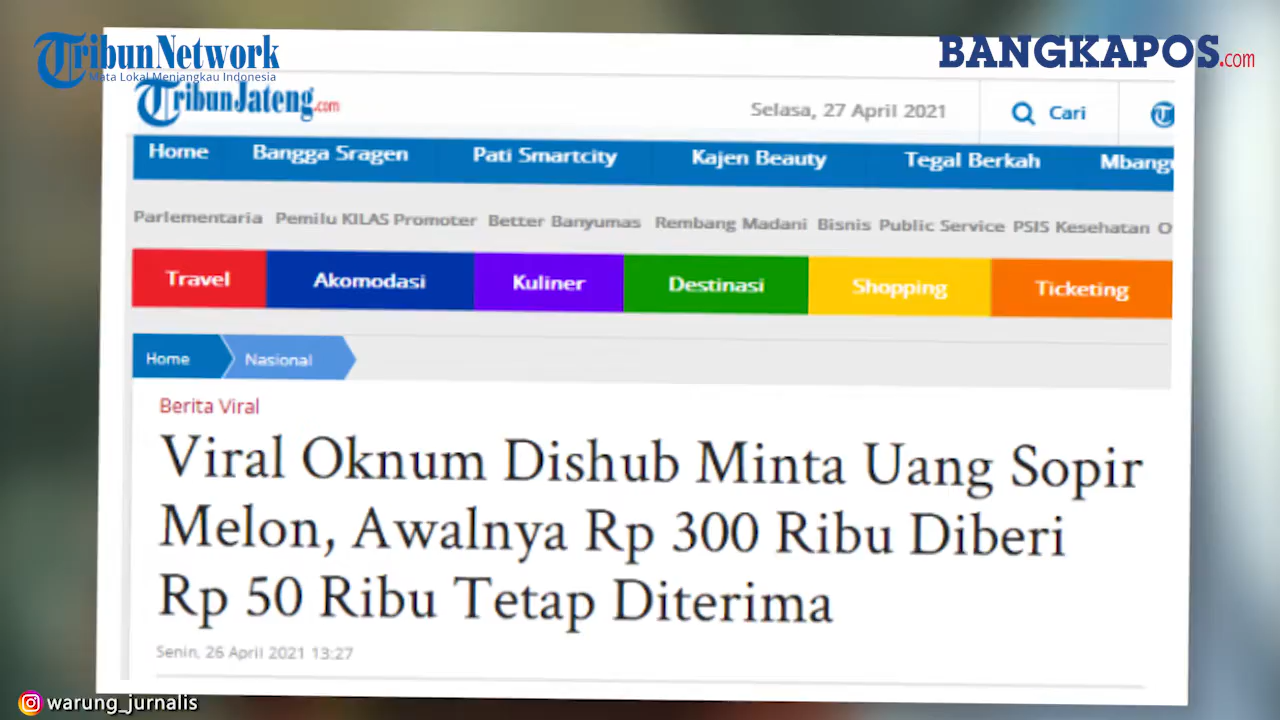 TribunNetwork
Mata Lokal Menjangkau Indonesia
BANGKAPOS.com
TribunJateng.com
Selasa, 27 April 2021
Cari
Home Bangga Sragen Pati Smartcity Kajen Beauty Tegal Berkah Mbangu
Parlementaria Pemilu KILAS Promoter Better Banyumas Rembang Madani Bisnis Public Service PSIS Kesehatan O
Travel Akomodasi Kuliner Destinasi Shopping Ticketing
Home Nasional
Berita Viral
Viral Oknum Dishub Minta Uang Sopir
Melon, Awalnya Rp 300 Ribu Diberi
Rp 50 Ribu Tetap Diterima
Senin, 26 April 2021 13:27
warung_jurnalis